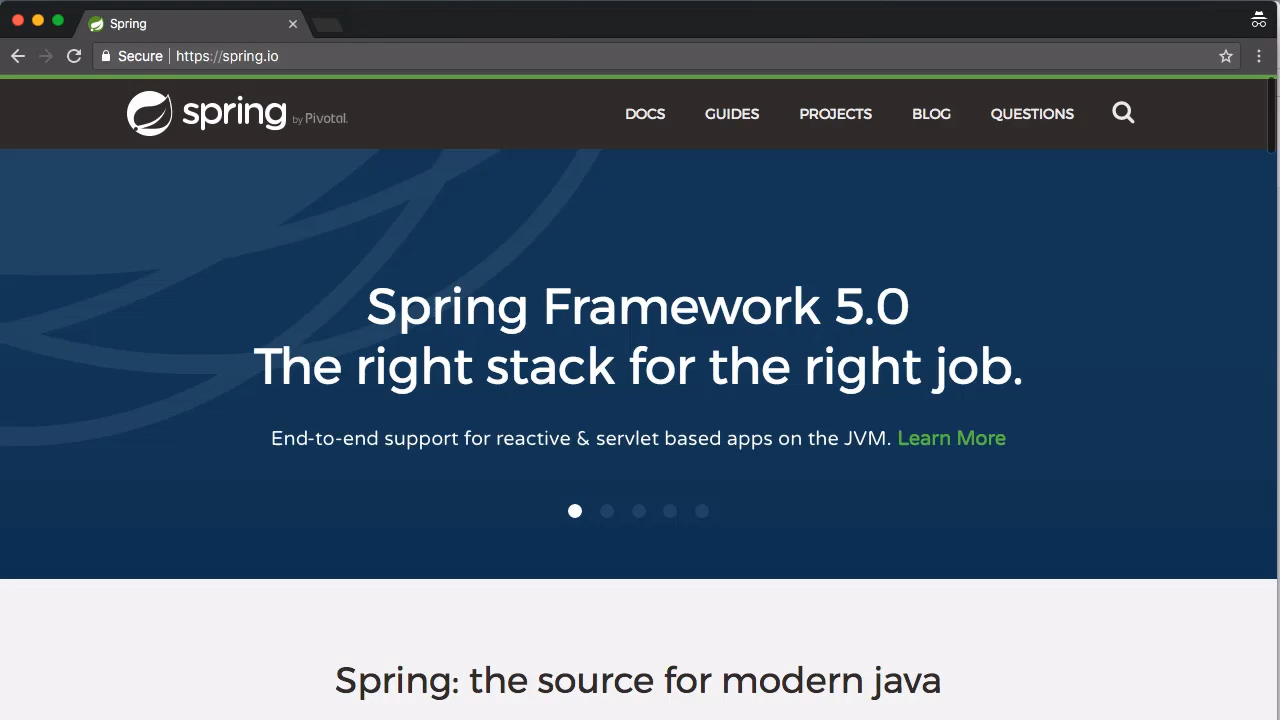 Spring
Secure https://spring.io
spring by Pivotal.
DOCS GUIDES PROJECTS BLOG QUESTIONS
Spring Framework 5.0
The right stack for the right job.
End-to-end support for reactive & servlet based apps on the JVM. Learn More
Spring: the source for modern java